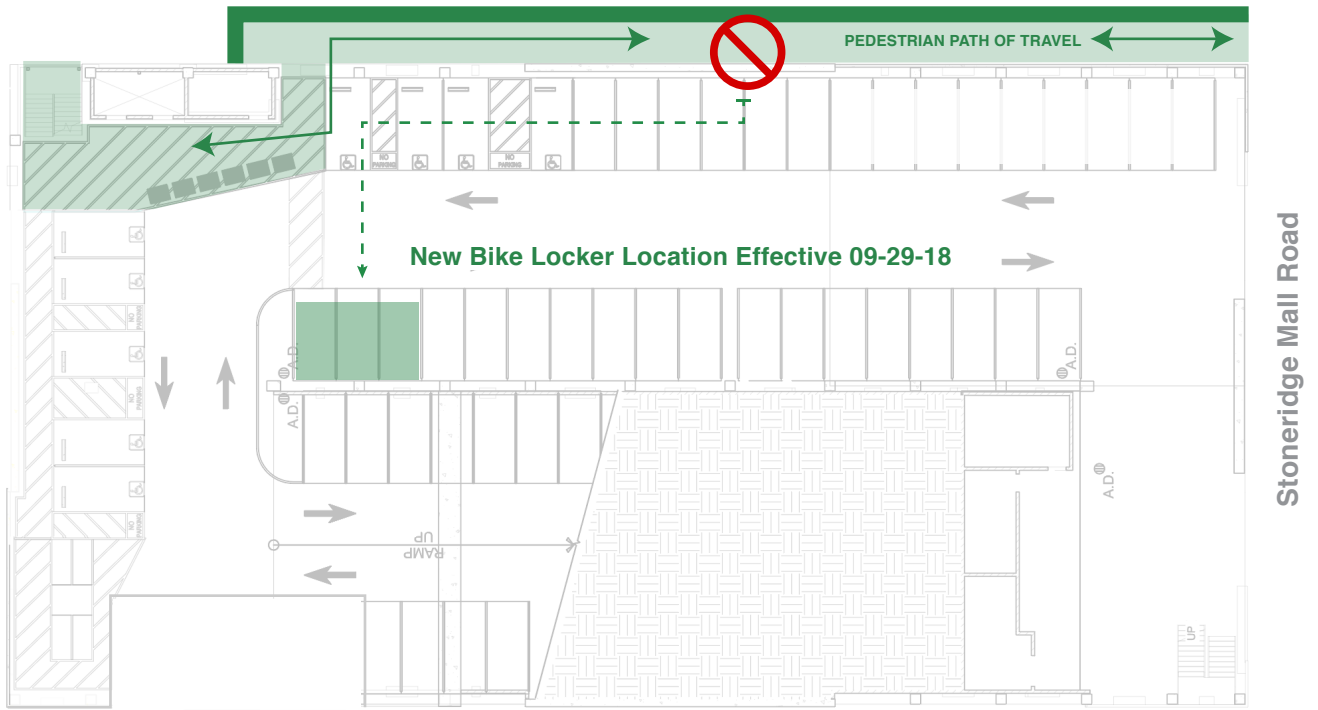 PEDESTRIAN PATH OF TRAVEL
NO
PARKING
NO
PARKING
New Bike Locker Location Effective 09-29-18
Stoneridge Mall Road
NO
PARKING
A.D.
A.D.
NO
PARKING
A.D.
A.D.
NO
PARKING
RAMP
UP
UP